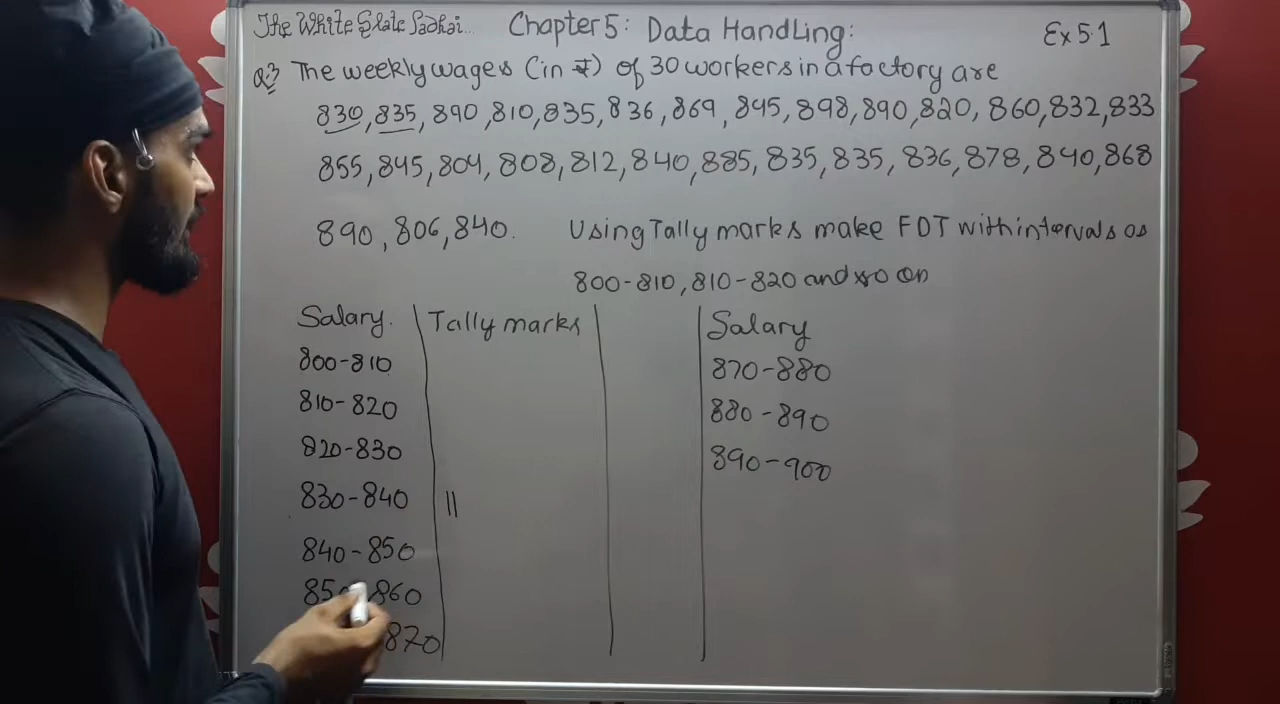 The White Slate Padhai... Chapter 5: Data Handling: Ex 5.1
Q3 The weekly wages (in ₹) of 30 workers in a factory are
830, 835, 890, 810, 835, 836, 869, 845, 898, 890, 820, 860, 832, 833
855, 845, 804, 808, 812, 840, 885, 835, 835, 836, 878, 840, 868
890, 806, 840. Using Tally marks make FDT with intervals as
800-810, 810-820 and so on
Salary. Tally marks Salary
800-810 870-880
810-820 880-890
820-830 890-900
830-840 ||
840-850
860
870